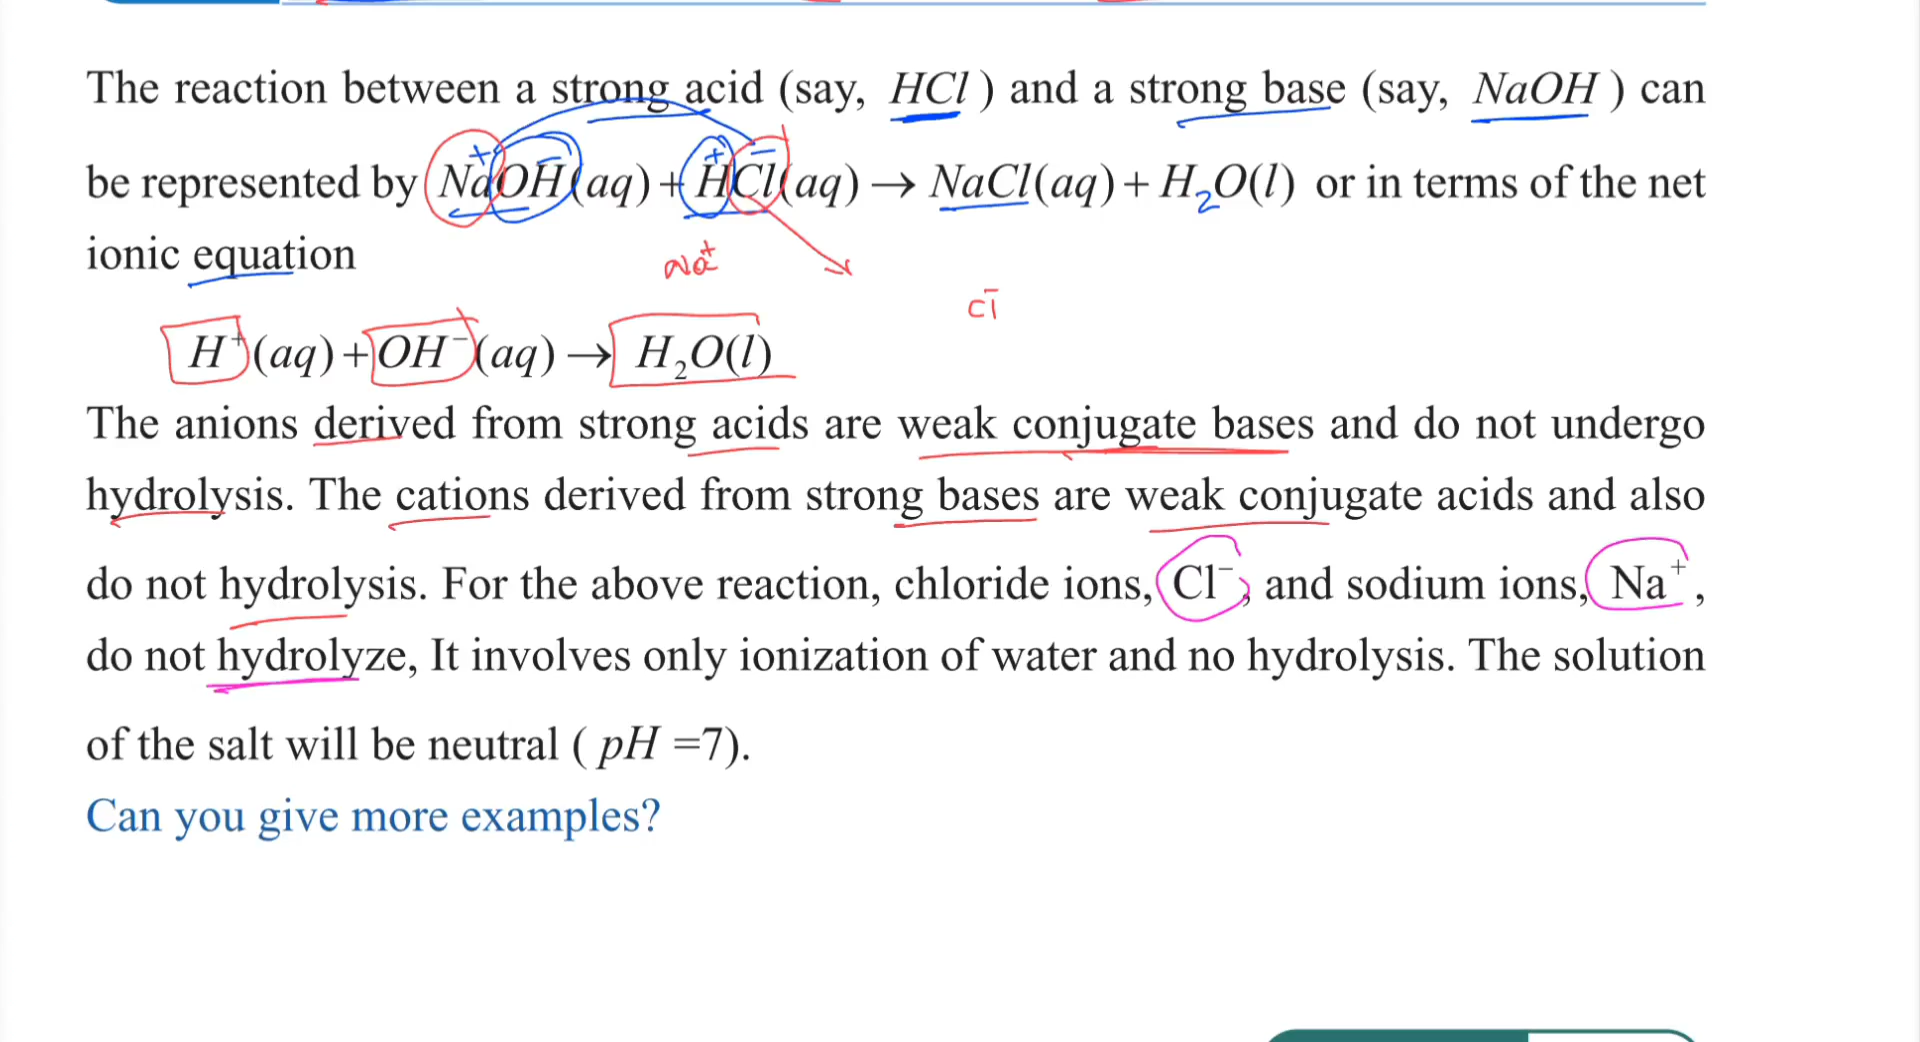 The reaction between a strong acid (say, HCl ) and a strong base (say, NaOH ) can
be represented by NaOH(aq) + HCl(aq) → NaCl(aq) + H₂O(l) or in terms of the net
ionic equation
Na⁺
Cl⁻
H⁺(aq) + OH⁻(aq) → H₂O(l)
The anions derived from strong acids are weak conjugate bases and do not undergo
hydrolysis. The cations derived from strong bases are weak conjugate acids and also
do not hydrolysis. For the above reaction, chloride ions, Cl⁻, and sodium ions, Na⁺,
do not hydrolyze, It involves only ionization of water and no hydrolysis. The solution
of the salt will be neutral ( pH =7).
Can you give more examples?